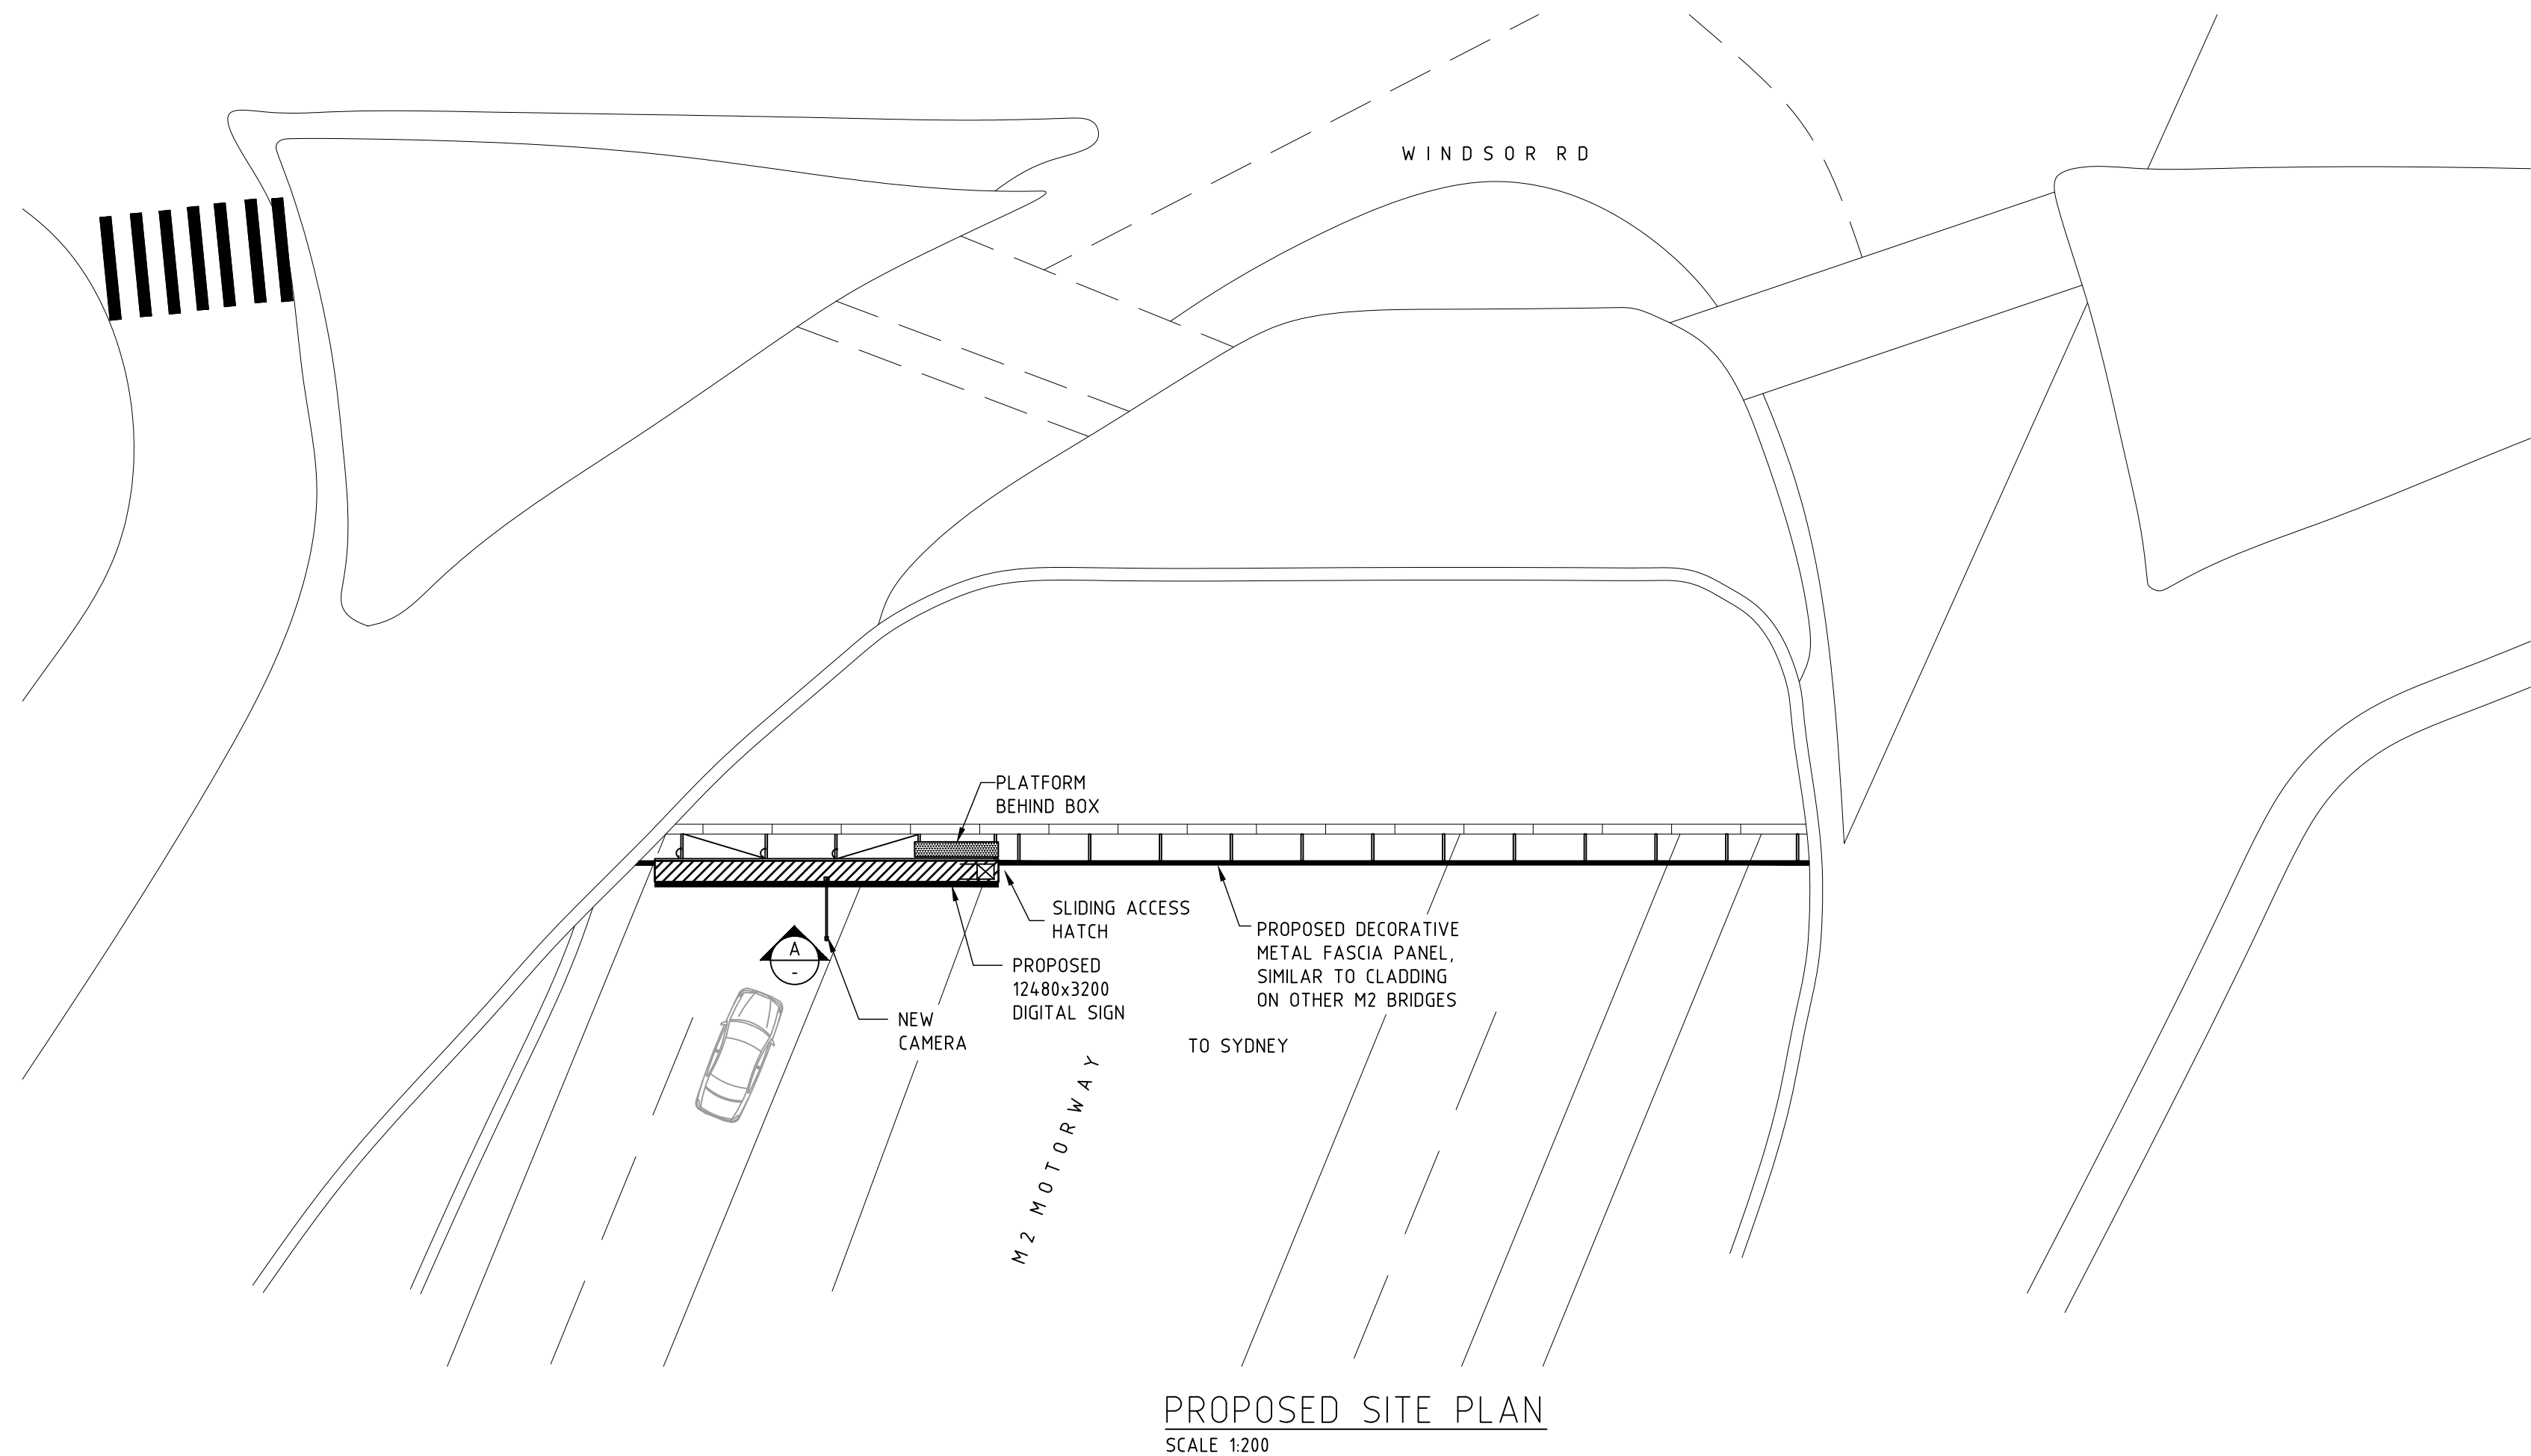 WINDSOR RD
PLATFORM
BEHIND BOX
SLIDING ACCESS
HATCH
PROPOSED DECORATIVE
METAL FASCIA PANEL,
SIMILAR TO CLADDING
ON OTHER M2 BRIDGES
A
-
PROPOSED
12480x3200
DIGITAL SIGN
NEW
CAMERA
TO SYDNEY
M2 MOTORWAY
PROPOSED SITE PLAN
SCALE 1:200